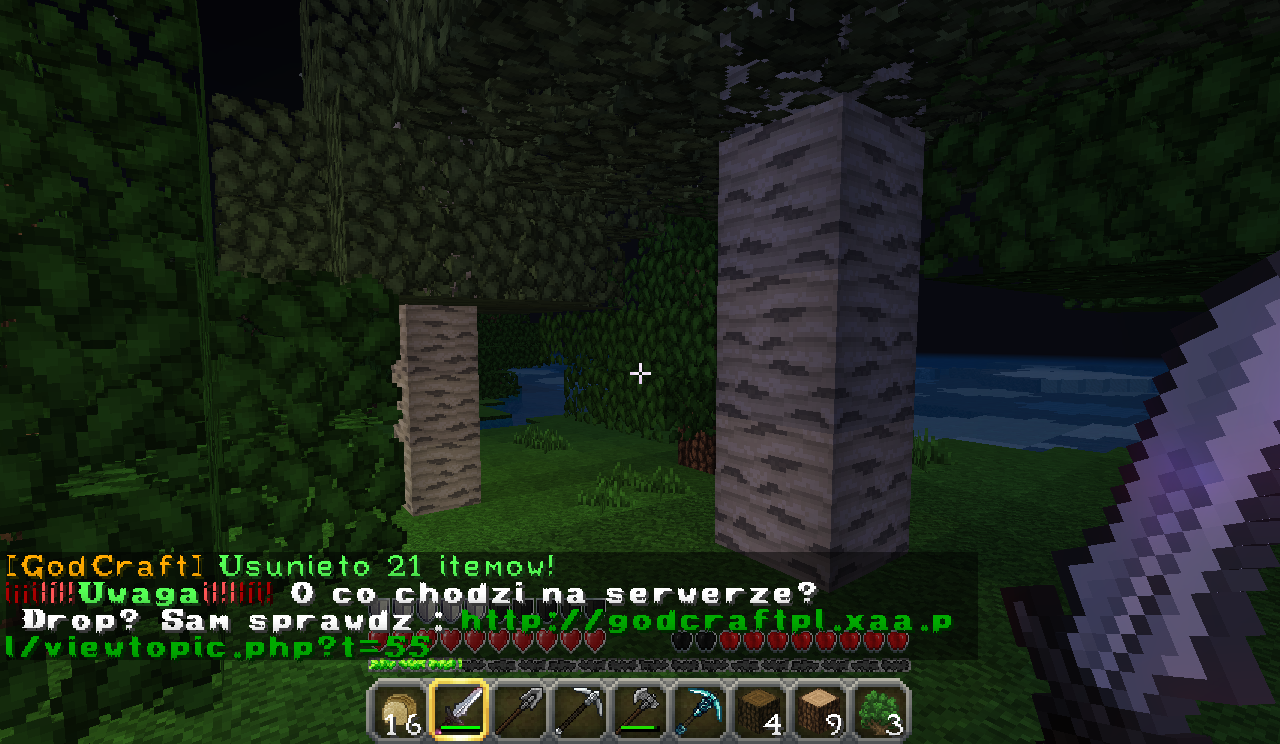 [GodCraft] Usunieto 21 itemow!
Uwaga O co chodzi na serwerze?
Drop? Sam sprawdz : http://godcraftpl.xaa.p
l/viewtopic.php?t=55
16 4 9 3